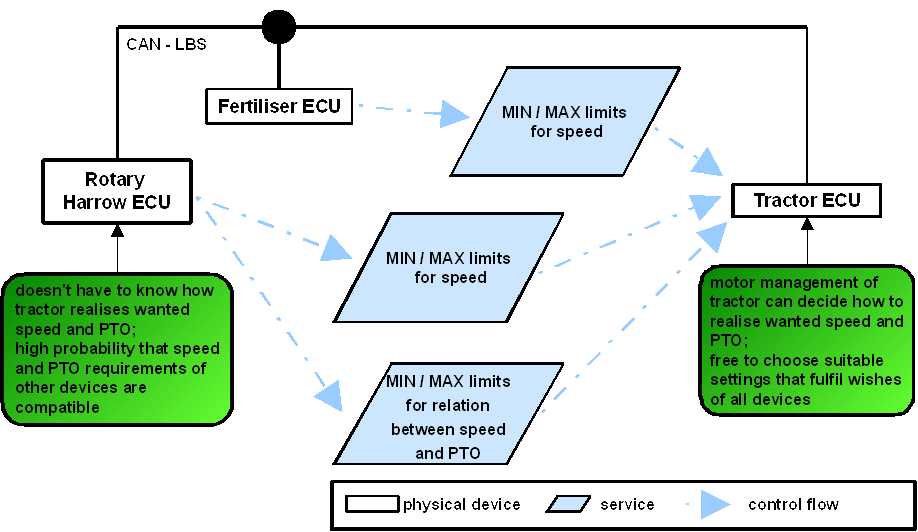 CAN - LBS
Fertiliser ECU
MIN / MAX limits
for speed
Rotary
Harrow ECU
Tractor ECU
MIN / MAX limits
for speed
doesn't have to know how
tractor realises wanted
speed and PTO;
high probability that speed
and PTO requirements of
other devices are
compatible
motor management of
tractor can decide how to
realise wanted speed and
PTO;
free to choose suitable
settings that fulfil wishes
of all devices
MIN / MAX limits
for relation
between speed
and PTO
physical device
service
control flow